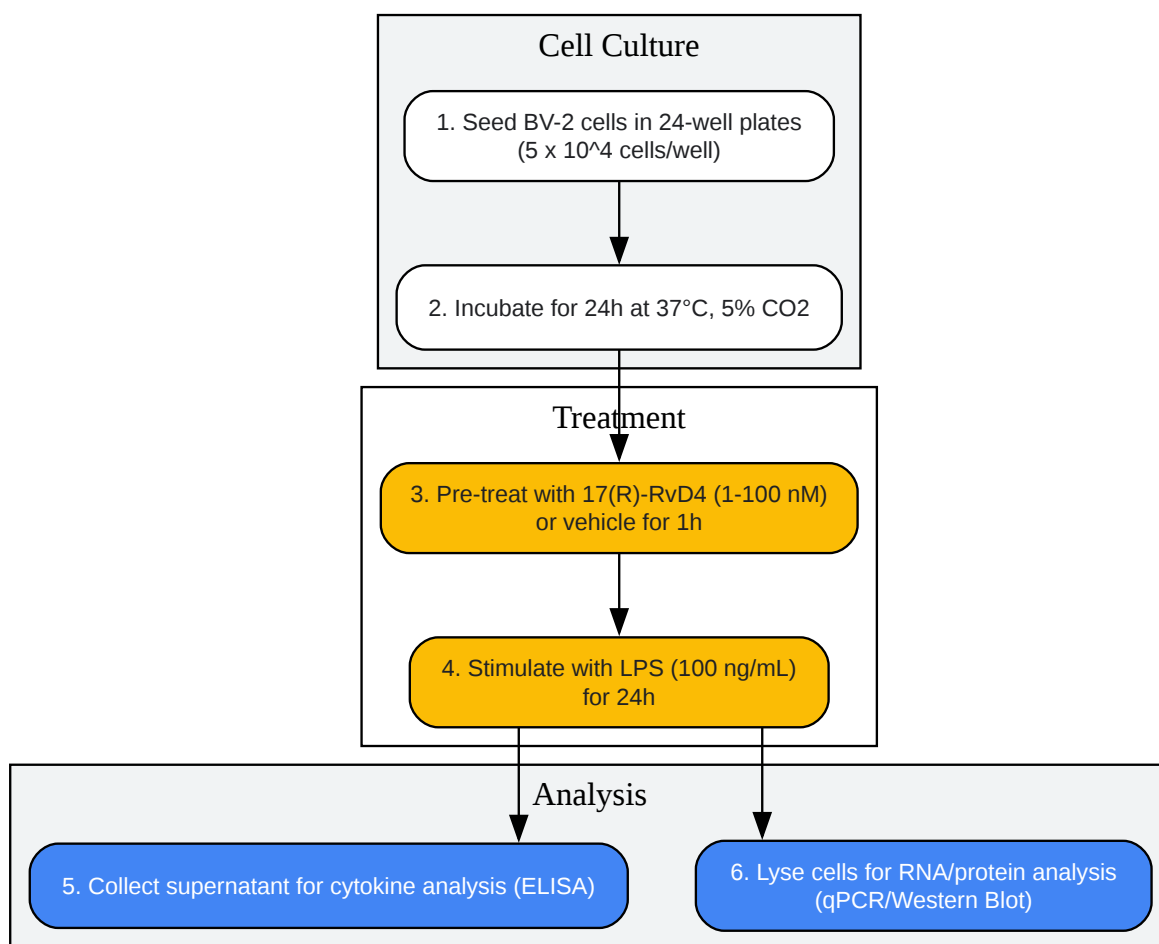 Cell Culture
1. Seed BV-2 cells in 24-well plates
(5 x 10^4 cells/well)
2. Incubate for 24h at 37°C, 5% CO2
Treatment
3. Pre-treat with 17(R)-RvD4 (1-100 nM)
or vehicle for 1h
4. Stimulate with LPS (100 ng/mL)
for 24h
Analysis
5. Collect supernatant for cytokine analysis (ELISA)
6. Lyse cells for RNA/protein analysis
(qPCR/Western Blot)